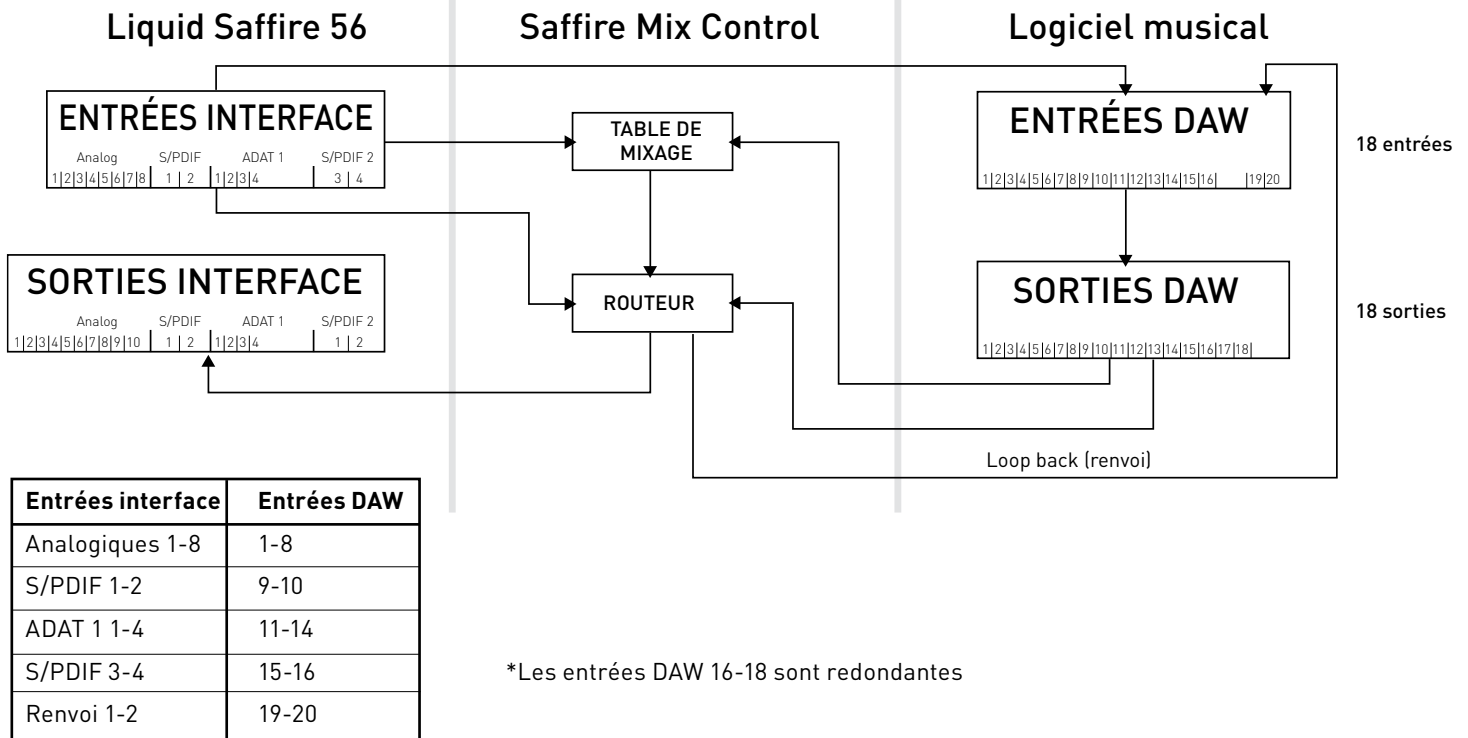 Liquid Saffire 56
Saffire Mix Control
Logiciel musical
ENTRÉES INTERFACE
Analog S/PDIF ADAT 1 S/PDIF 2
1|2|3|4|5|6|7|8| 1 | 2 |1|2|3|4 3 | 4
TABLE DE
MIXAGE
ENTRÉES DAW
1|2|3|4|5|6|7|8|9|10|11|12|13|14|15|16| |19|20
18 entrées
SORTIES INTERFACE
Analog S/PDIF ADAT 1 S/PDIF 2
1|2|3|4|5|6|7|8|9|10 | 1 | 2 |1|2|3|4 1 | 2
ROUTEUR
SORTIES DAW
1|2|3|4|5|6|7|8|9|10|11|12|13|14|15|16|17|18|
18 sorties
Loop back (renvoi)
Entrées interface Entrées DAW
Analogiques 1-8 1-8
S/PDIF 1-2 9-10
ADAT 1 1-4 11-14
S/PDIF 3-4 15-16
Renvoi 1-2 19-20
*Les entrées DAW 16-18 sont redondantes